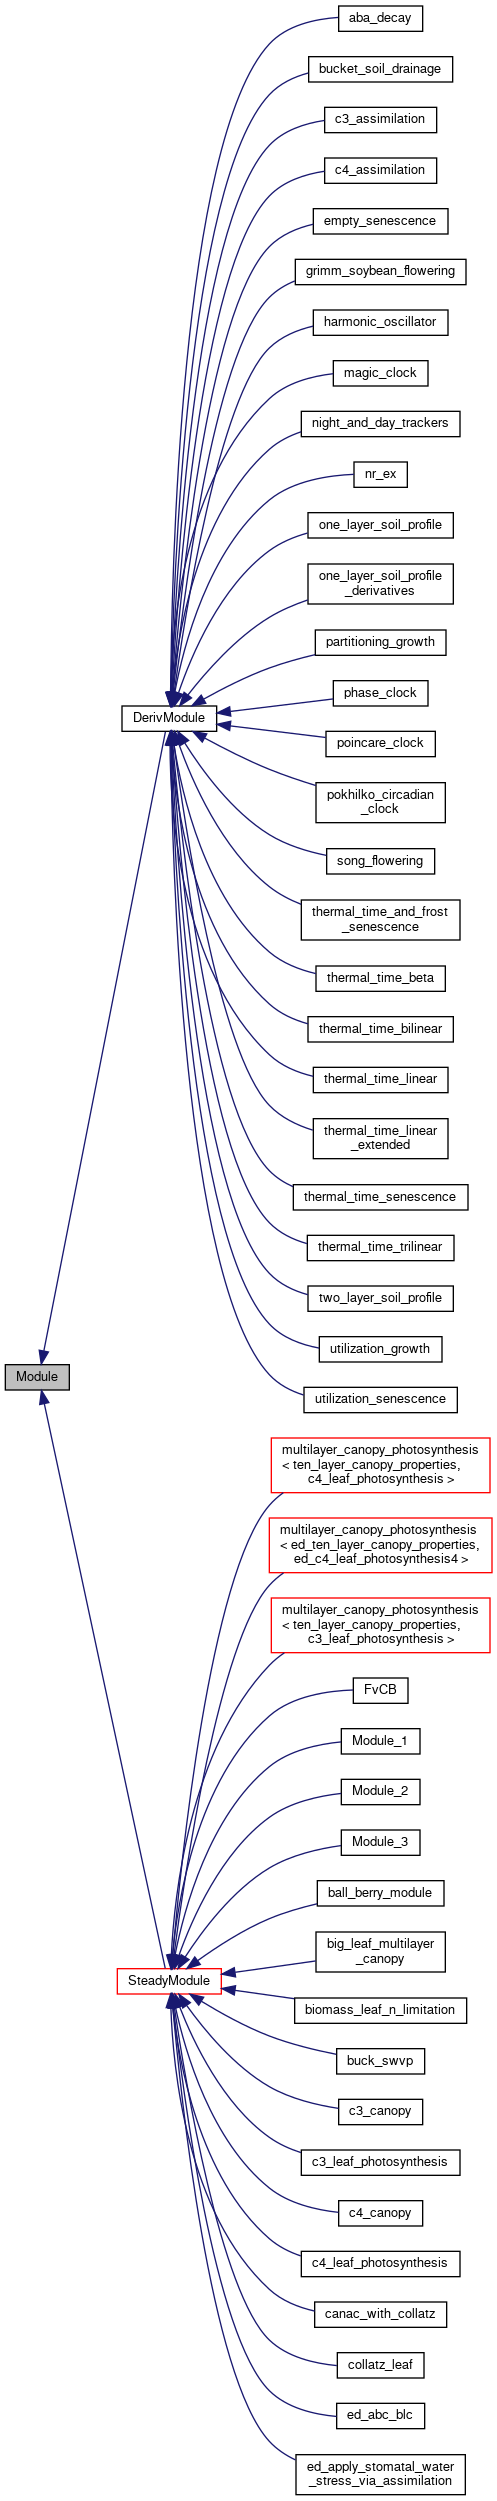 aba_decay
bucket_soil_drainage
c3_assimilation
c4_assimilation
empty_senescence
grimm_soybean_flowering
harmonic_oscillator
magic_clock
night_and_day_trackers
nr_ex
one_layer_soil_profile
one_layer_soil_profile
_derivatives
partitioning_growth
phase_clock
DerivModule
poincare_clock
pokhilko_circadian
_clock
song_flowering
thermal_time_and_frost
_senescence
thermal_time_beta
thermal_time_bilinear
thermal_time_linear
thermal_time_linear
_extended
thermal_time_senescence
thermal_time_trilinear
two_layer_soil_profile
utilization_growth
Module
utilization_senescence
multilayer_canopy_photosynthesis
< ten_layer_canopy_properties,
c4_leaf_photosynthesis >
multilayer_canopy_photosynthesis
< ed_ten_layer_canopy_properties,
ed_c4_leaf_photosynthesis4 >
multilayer_canopy_photosynthesis
< ten_layer_canopy_properties,
c3_leaf_photosynthesis >
FvCB
Module_1
Module_2
Module_3
ball_berry_module
big_leaf_multilayer
_canopy
SteadyModule
biomass_leaf_n_limitation
buck_swvp
c3_canopy
c3_leaf_photosynthesis
c4_canopy
c4_leaf_photosynthesis
canac_with_collatz
collatz_leaf
ed_abc_blc
ed_apply_stomatal_water
_stress_via_assimilation